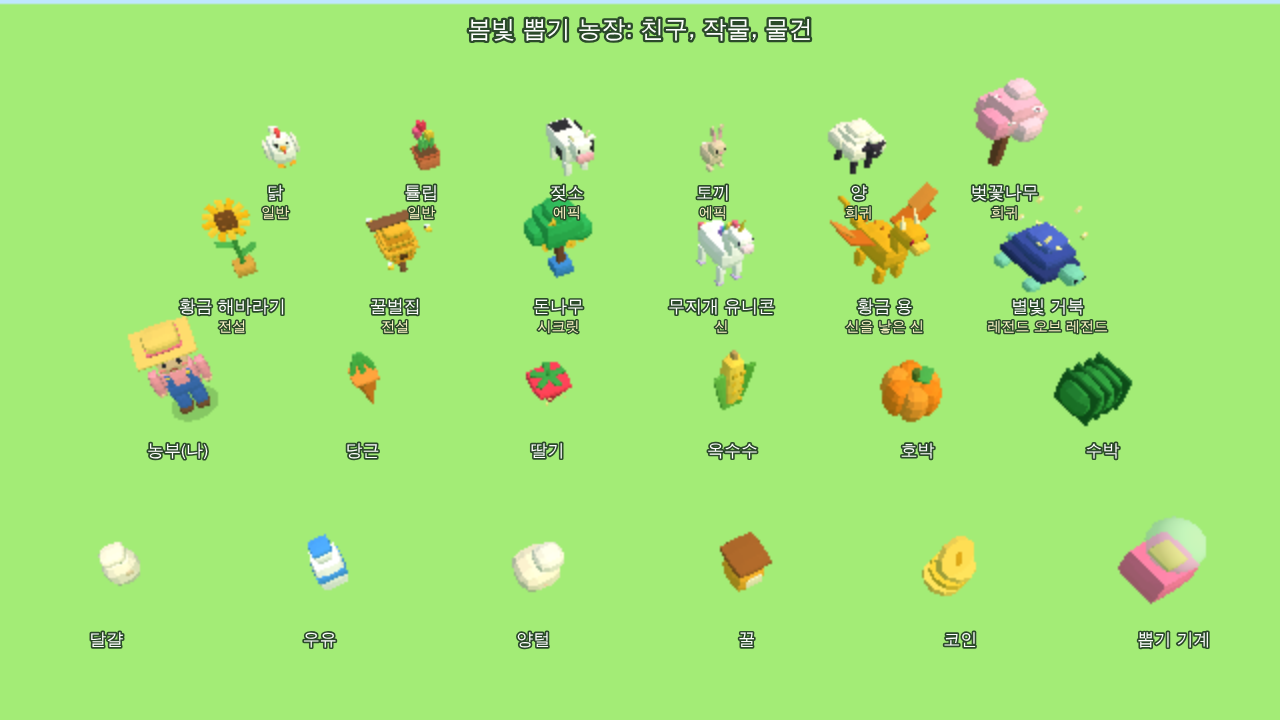 봄빛 뽑기 농장: 친구, 작물, 물건
닭
일반
튤립
일반
젖소
에픽
토끼
에픽
양
희귀
벚꽃나무
희귀
황금 해바라기
전설
꿀벌집
전설
돈나무
시크릿
무지개 유니콘
신
황금 용
신을 낳은 신
별빛 거북
레전드 오브 레전드
농부(나)
당근
딸기
옥수수
호박
수박
달걀
우유
양털
꿀
코인
뽑기 기계